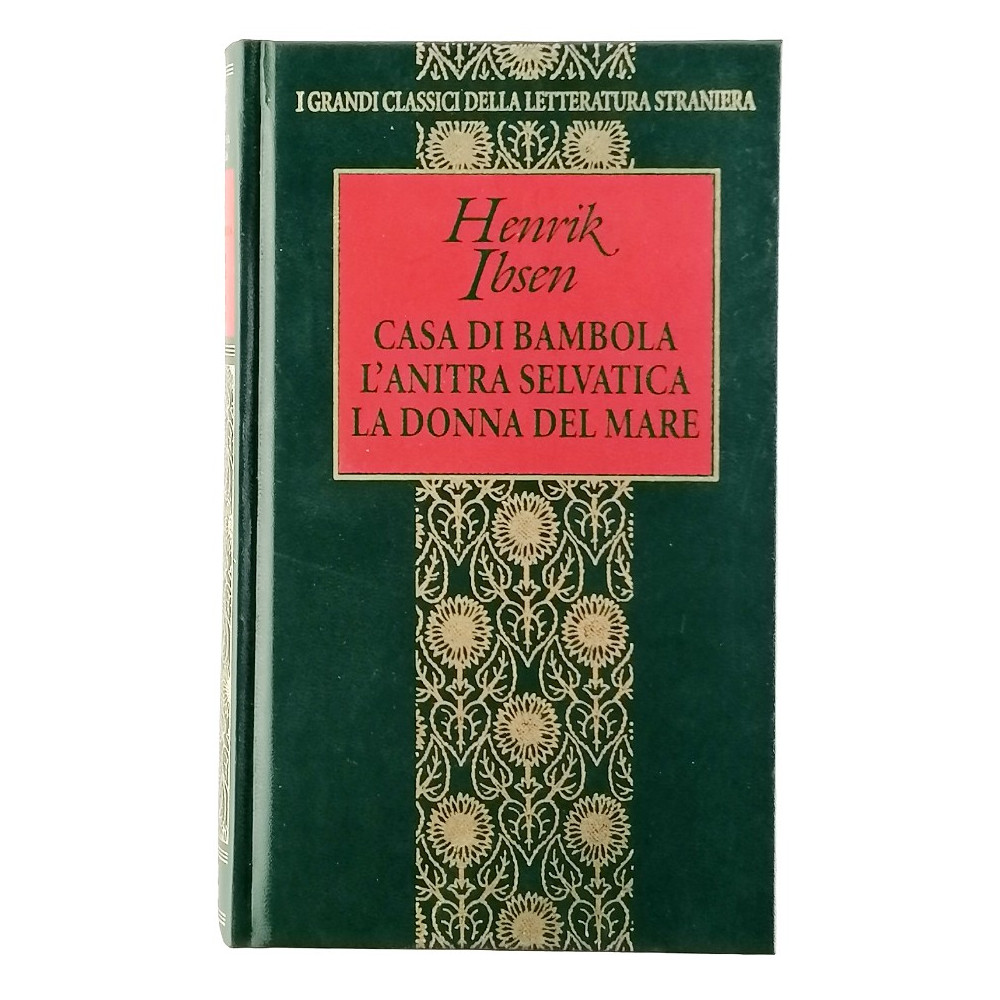 I GRANDI CLASSICI DELLA LETTERATURA STRANIERA
Henrik
Ibsen
CASA DI BAMBOLA
L'ANITRA SELVATICA
LA DONNA DEL MARE